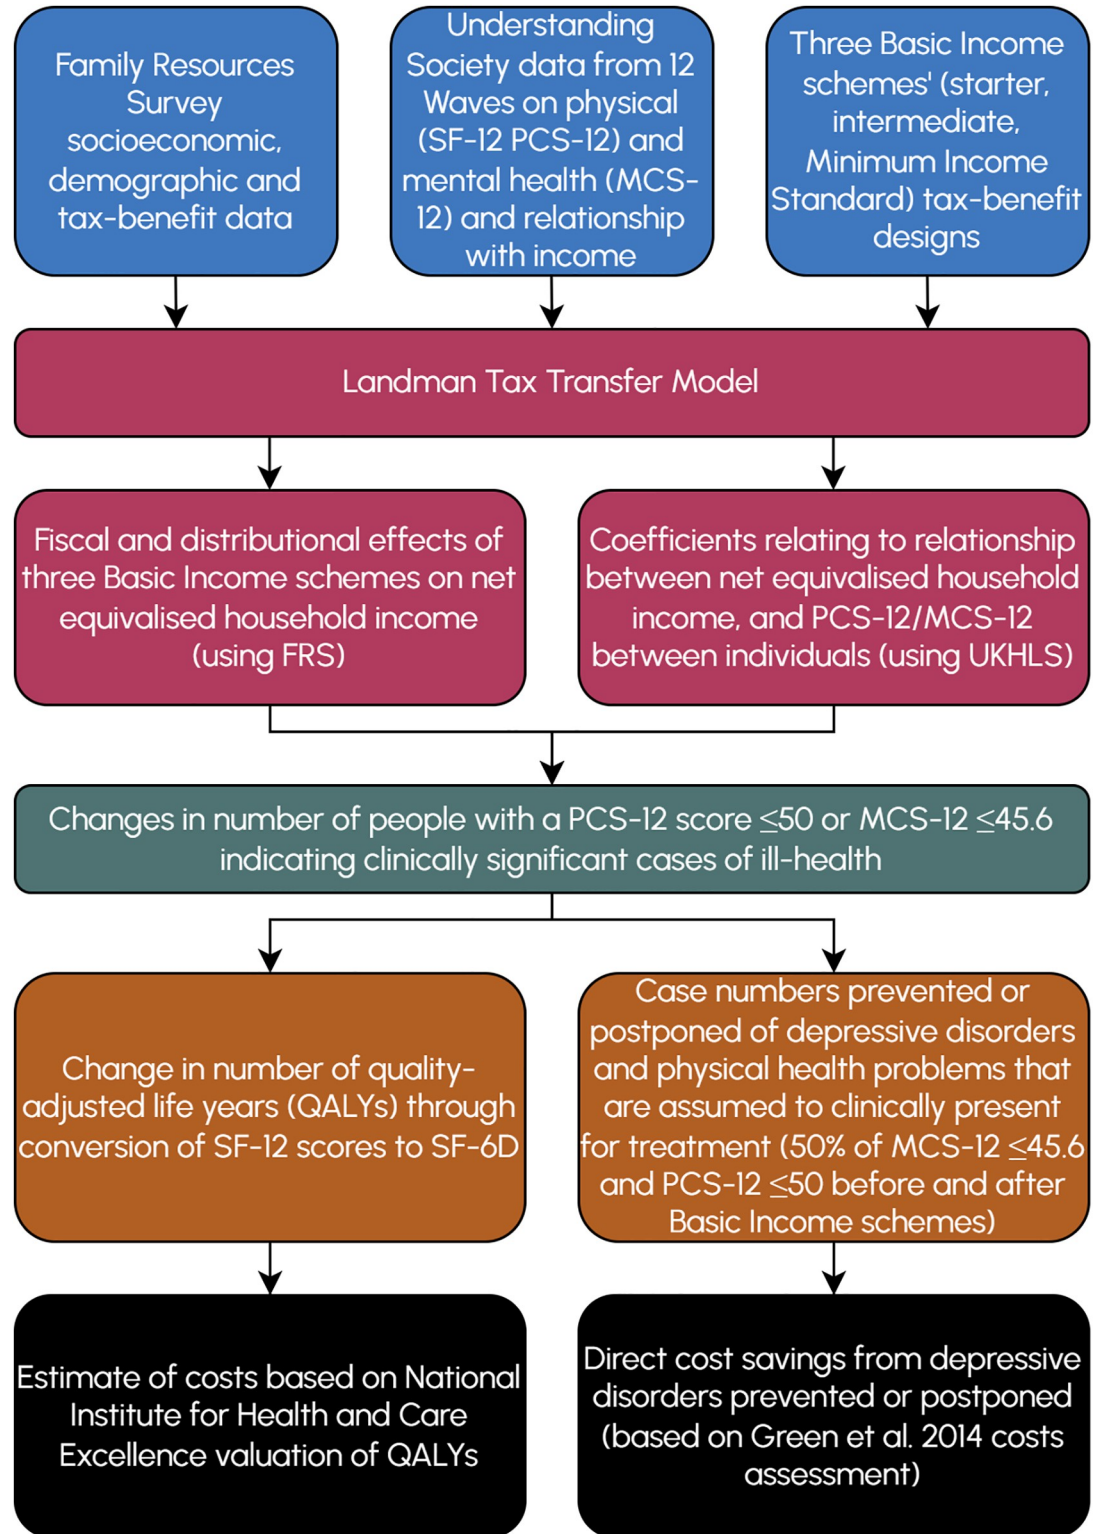 Family Resources
Survey
socioeconomic,
demographic and
tax-benefit data
Understanding
Society data from 12
Waves on physical
(SF-12 PCS-12) and
mental health (MCS-
12) and relationship
with income
Three Basic Income
schemes' (starter,
intermediate,
Minimum Income
Standard) tax-benefit
designs
Landman Tax Transfer Model
Fiscal and distributional effects of
three Basic Income schemes on net
equivalised household income
(using FRS)
Coefficients relating to relationship
between net equivalised household
income, and PCS-12/MCS-12
between individuals (using UKHLS)
Changes in number of people with a PCS-12 score ≤50 or MCS-12 ≤45.6
indicating clinically significant cases of ill-health
Change in number of quality-
adjusted life years (QALYs) through
conversion of SF-12 scores to SF-6D
Case numbers prevented or
postponed of depressive disorders
and physical health problems that
are assumed to clinically present
for treatment (50% of MCS-12 ≤45.6
and PCS-12 ≤50 before and after
Basic Income schemes)
Estimate of costs based on National
Institute for Health and Care
Excellence valuation of QALYs
Direct cost savings from depressive
disorders prevented or postponed
(based on Green et al. 2014 costs
assessment)